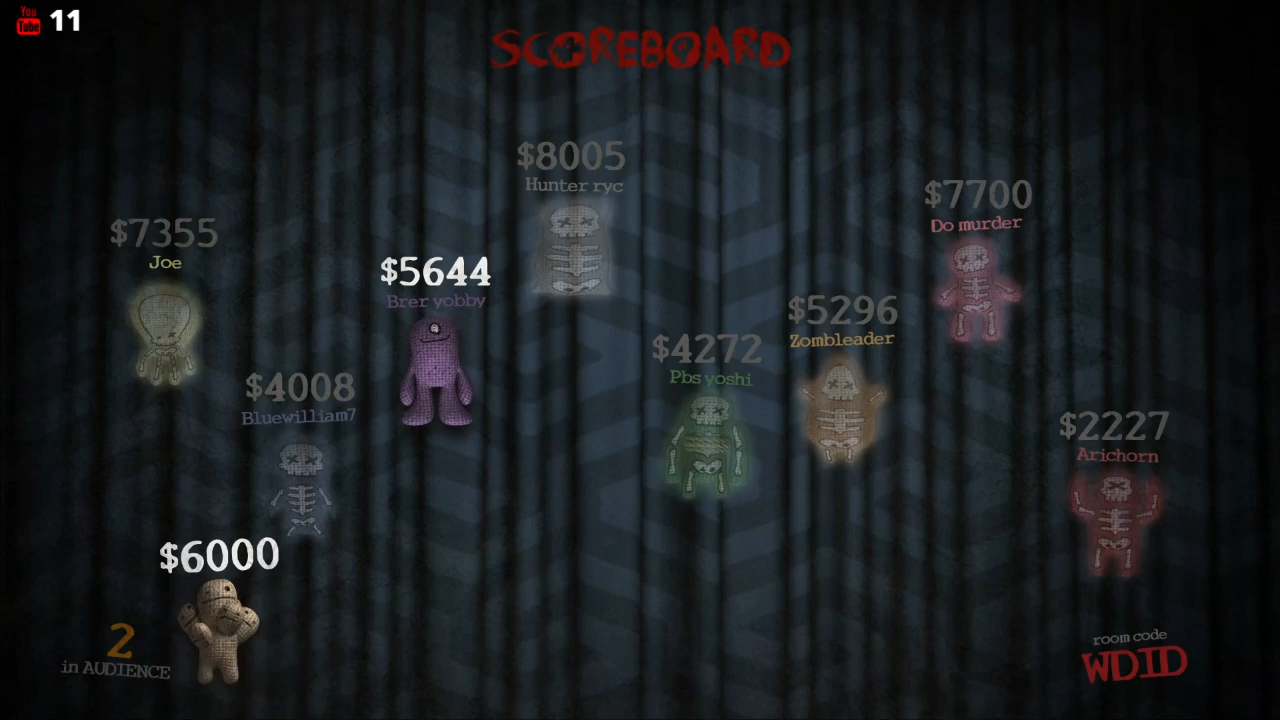 You
Tube 11
SCOREBOARD
$8005
Hunter ryc
$7700
Do murder
$7355
Joe
$5644
Brer yobby
$5296
Zombleader
$4272
Pbs yoshi
$4008
Bluewilliam7
$2227
Arichorn
$6000
2
in AUDIENCE
room code
WDID